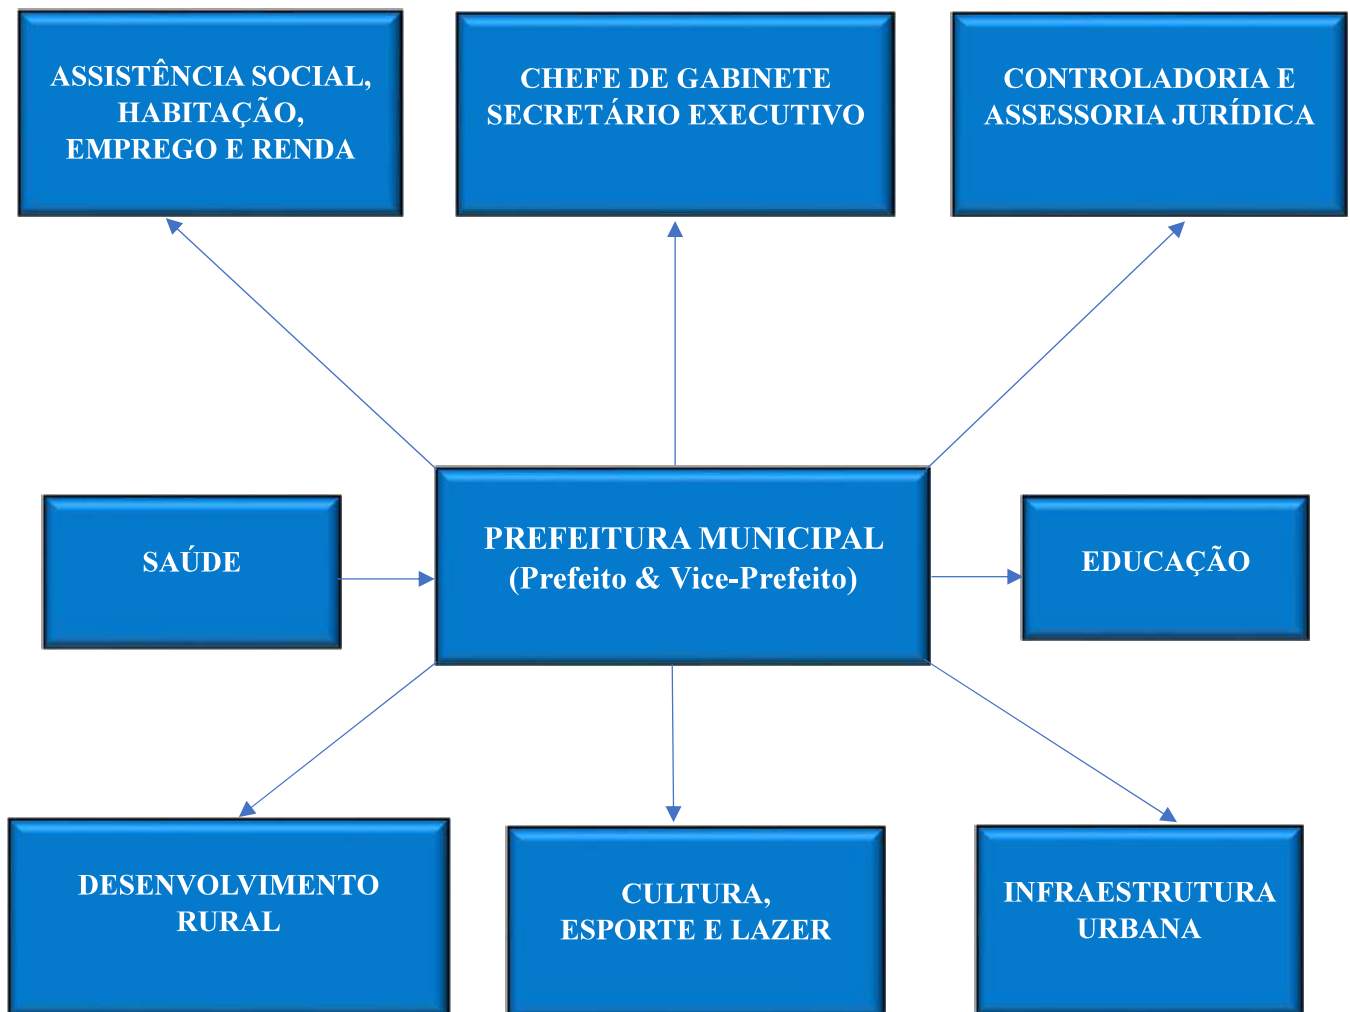 ASSISTÊNCIA SOCIAL,
HABITAÇÃO,
EMPREGO E RENDA
CHEFE DE GABINETE
SECRETÁRIO EXECUTIVO
CONTROLADORIA E
ASSESSORIA JURÍDICA
SAÚDE
PREFEITURA MUNICIPAL
(Prefeito & Vice-Prefeito)
EDUCAÇÃO
DESENVOLVIMENTO
RURAL
CULTURA,
ESPORTE E LAZER
INFRAESTRUTURA
URBANA